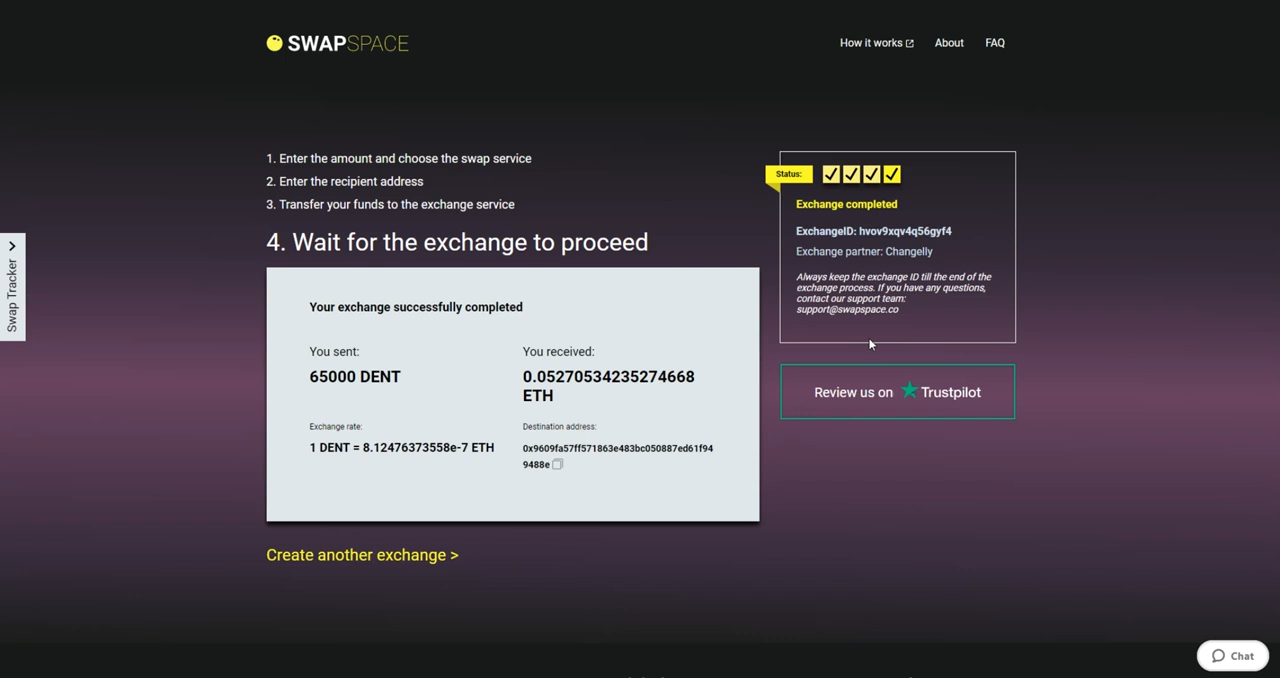 SWAPSPACE
How it works
About
FAQ
1. Enter the amount and choose the swap service
2. Enter the recipient address
3. Transfer your funds to the exchange service
4. Wait for the exchange to proceed
Your exchange successfully completed
You sent:
65000 DENT
You received:
0.05270534235274668
ETH
Exchange rate:
1 DENT = 8.12476373558e-7 ETH
Destination address:
0x9609fa57ff571863e483bc050887ed61f94
9488e
Create another exchange >
Status:
Exchange completed
ExchangeID: hvov9xqv4q56gyf4
Exchange partner: Changelly
Always keep the exchange ID till the end of the
exchange process. If you have any questions,
contact our support team:
support@swapspace.co
Review us on Trustpilot
Swap Tracker
Chat